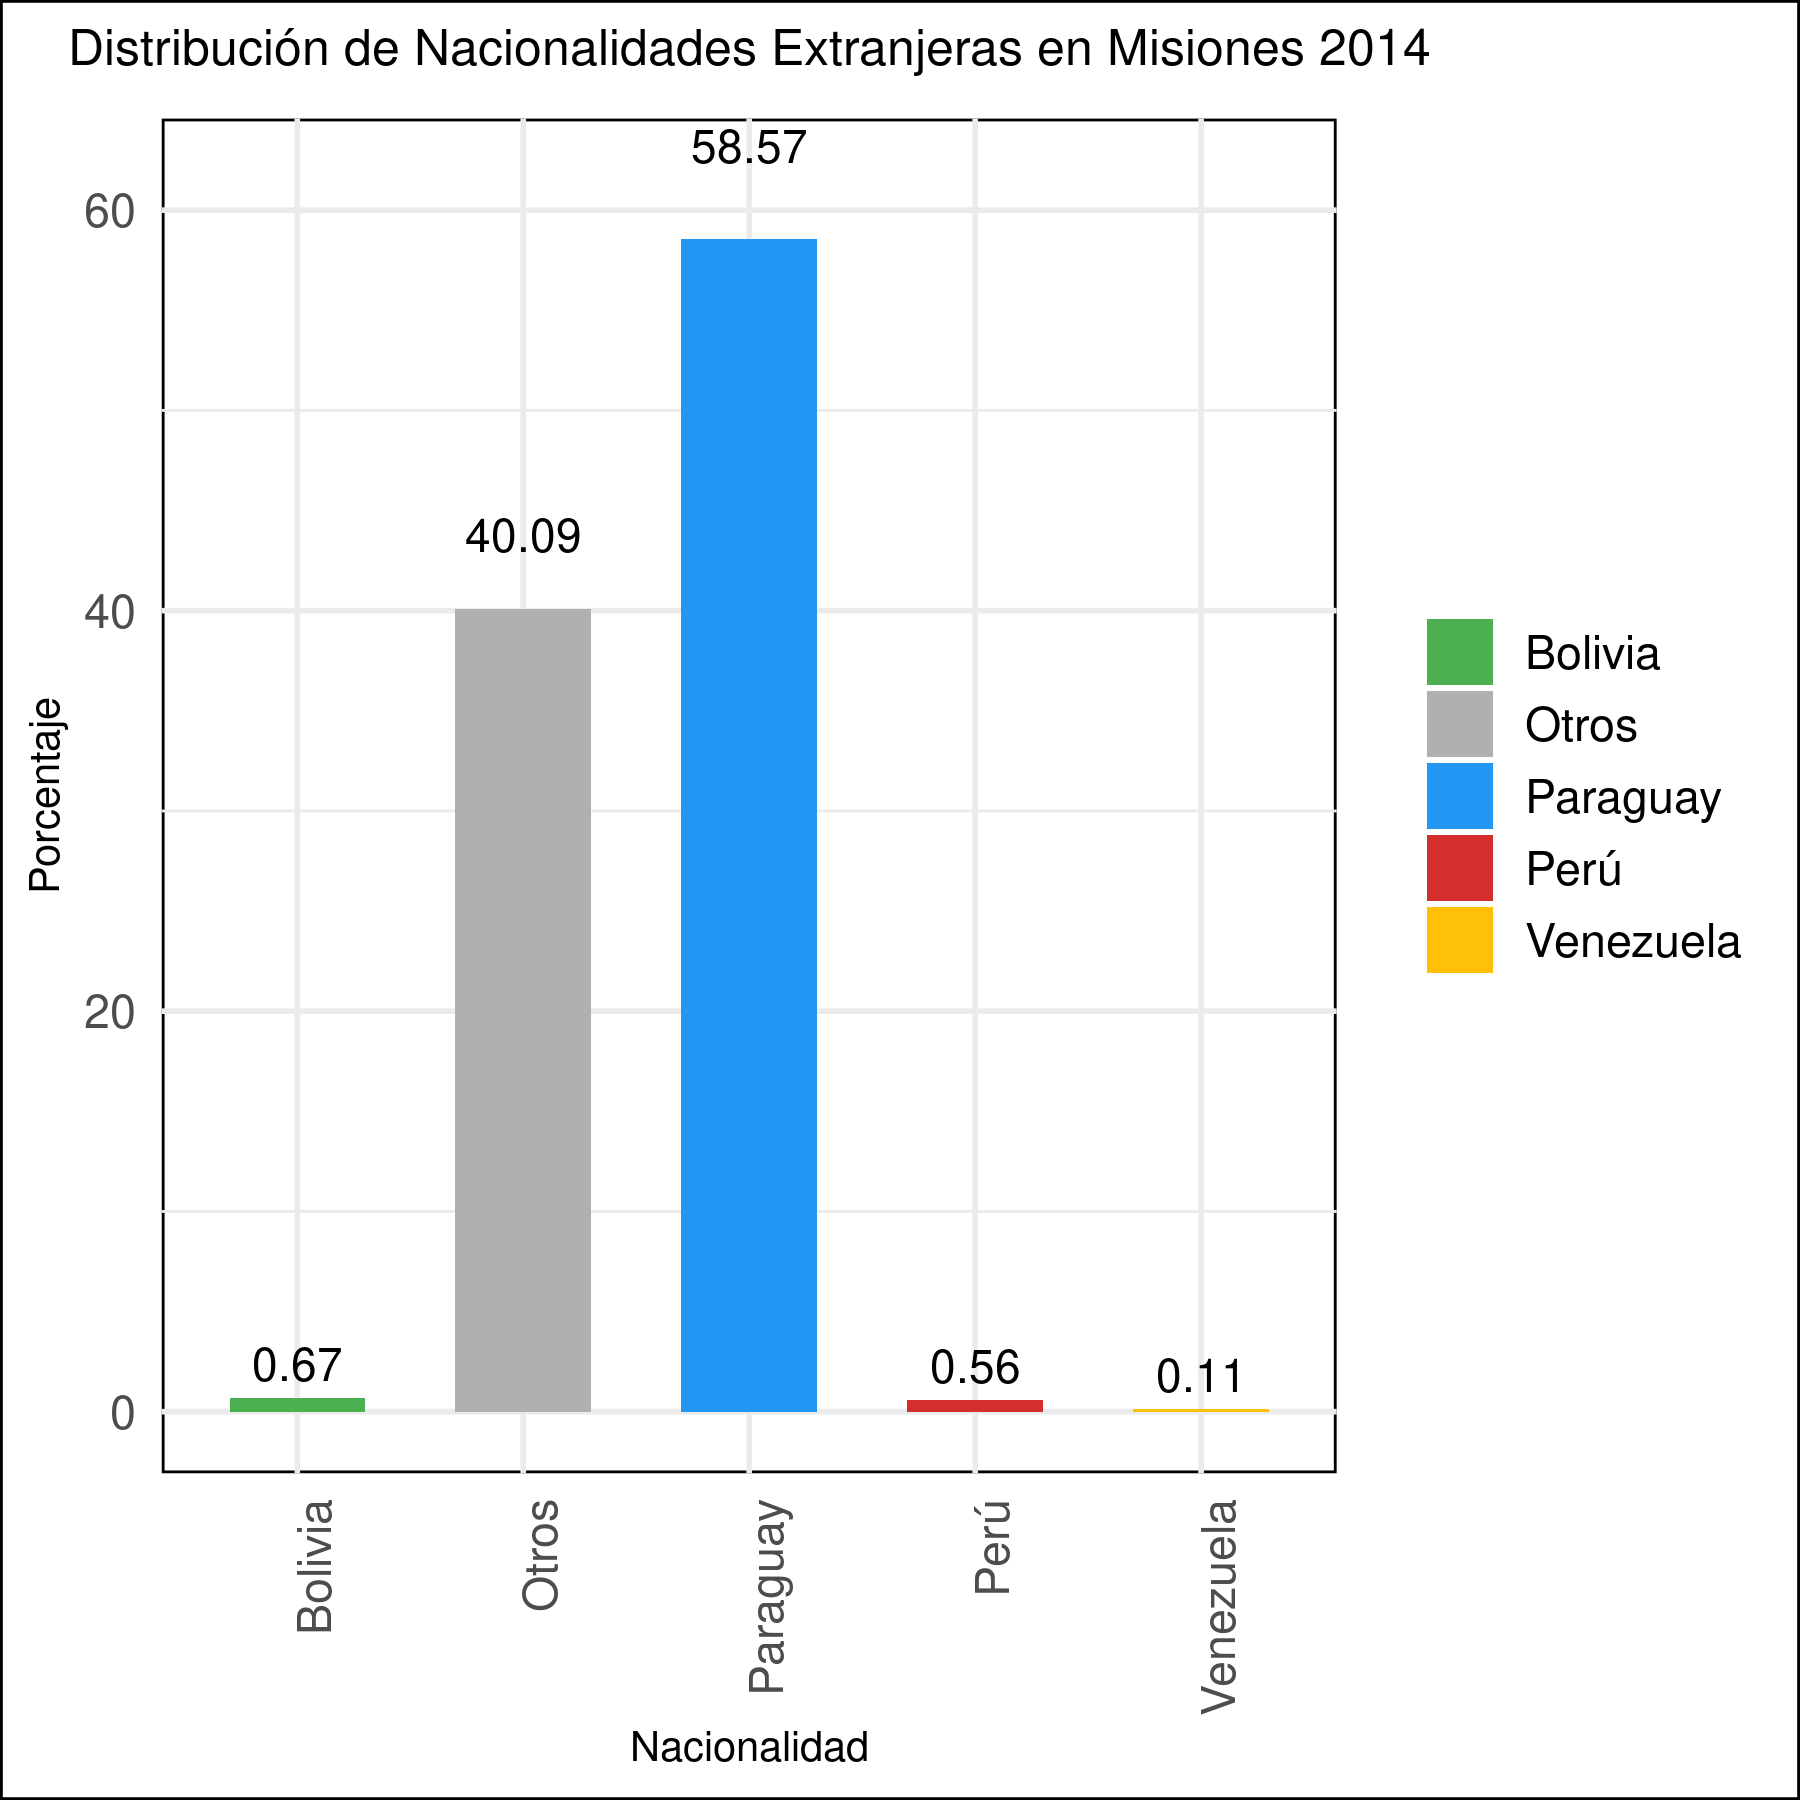 Distribución de Nacionalidades Extranjeras en Misiones 2014
58.57
60
40.09
40
20
0.67
0.56
0.11
0
Porcentaje
Bolivia
Otros
Paraguay
Perú
Venezuela
Nacionalidad
Bolivia
Otros
Paraguay
Perú
Venezuela